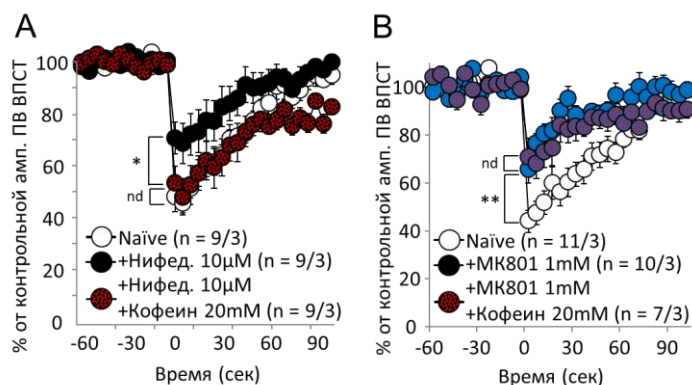 A
% от контрольной амп. ПВ ВПСТ
100
80
60
40
20
0
*
nd
Naïve (n = 9/3)
+Нифед. 10μM (n = 9/3)
+Нифед. 10μM
+Кофеин 20mM (n = 9/3)
-60 -30 0 30 60 90
Время (сек)
B
% от контрольной амп. ПВ ВПСТ
100
80
60
40
20
0
nd
**
Naïve (n = 11/3)
+МК801 1mM (n = 10/3)
+МК801 1mM
+Кофеин 20mM (n = 7/3)
-60 -30 0 30 60 90
Время (сек)